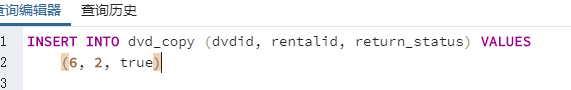 查询编辑器 查询历史
1 INSERT INTO dvd_copy (dvdid, rentalid, return_status) VALUES
2 (6, 2, true)
3